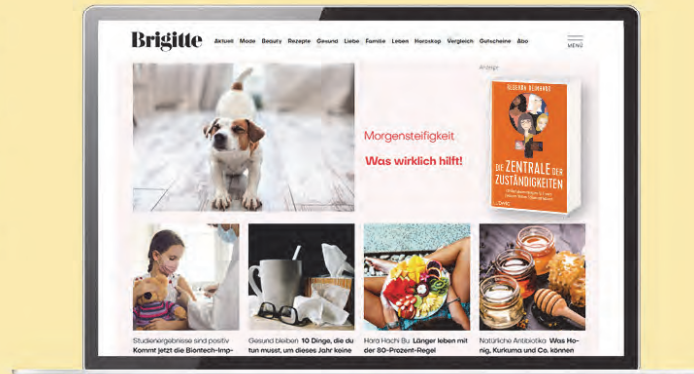 Brigitte
Aktuell Mode Beauty Rezepte Gesund Liebe Familie Leben Horoskop Vergleich Gutscheine Abo
MENÜ
Anzeige
Morgensteifigkeit
Was wirklich hilft!
DIE ZENTRALE DER
ZUSTÄNDIGKEITEN
Studienergebnisse sind positiv
Kommt jetzt die Biontech-Imp-
Gesund bleiben 10 Dinge, die du
tun musst, um dieses Jahr keine
Hara Hachi Bu Länger leben mit
der 80-Prozent-Regel
Natürliche Antibiotika Was Ho-
nig, Kurkuma und Co. können